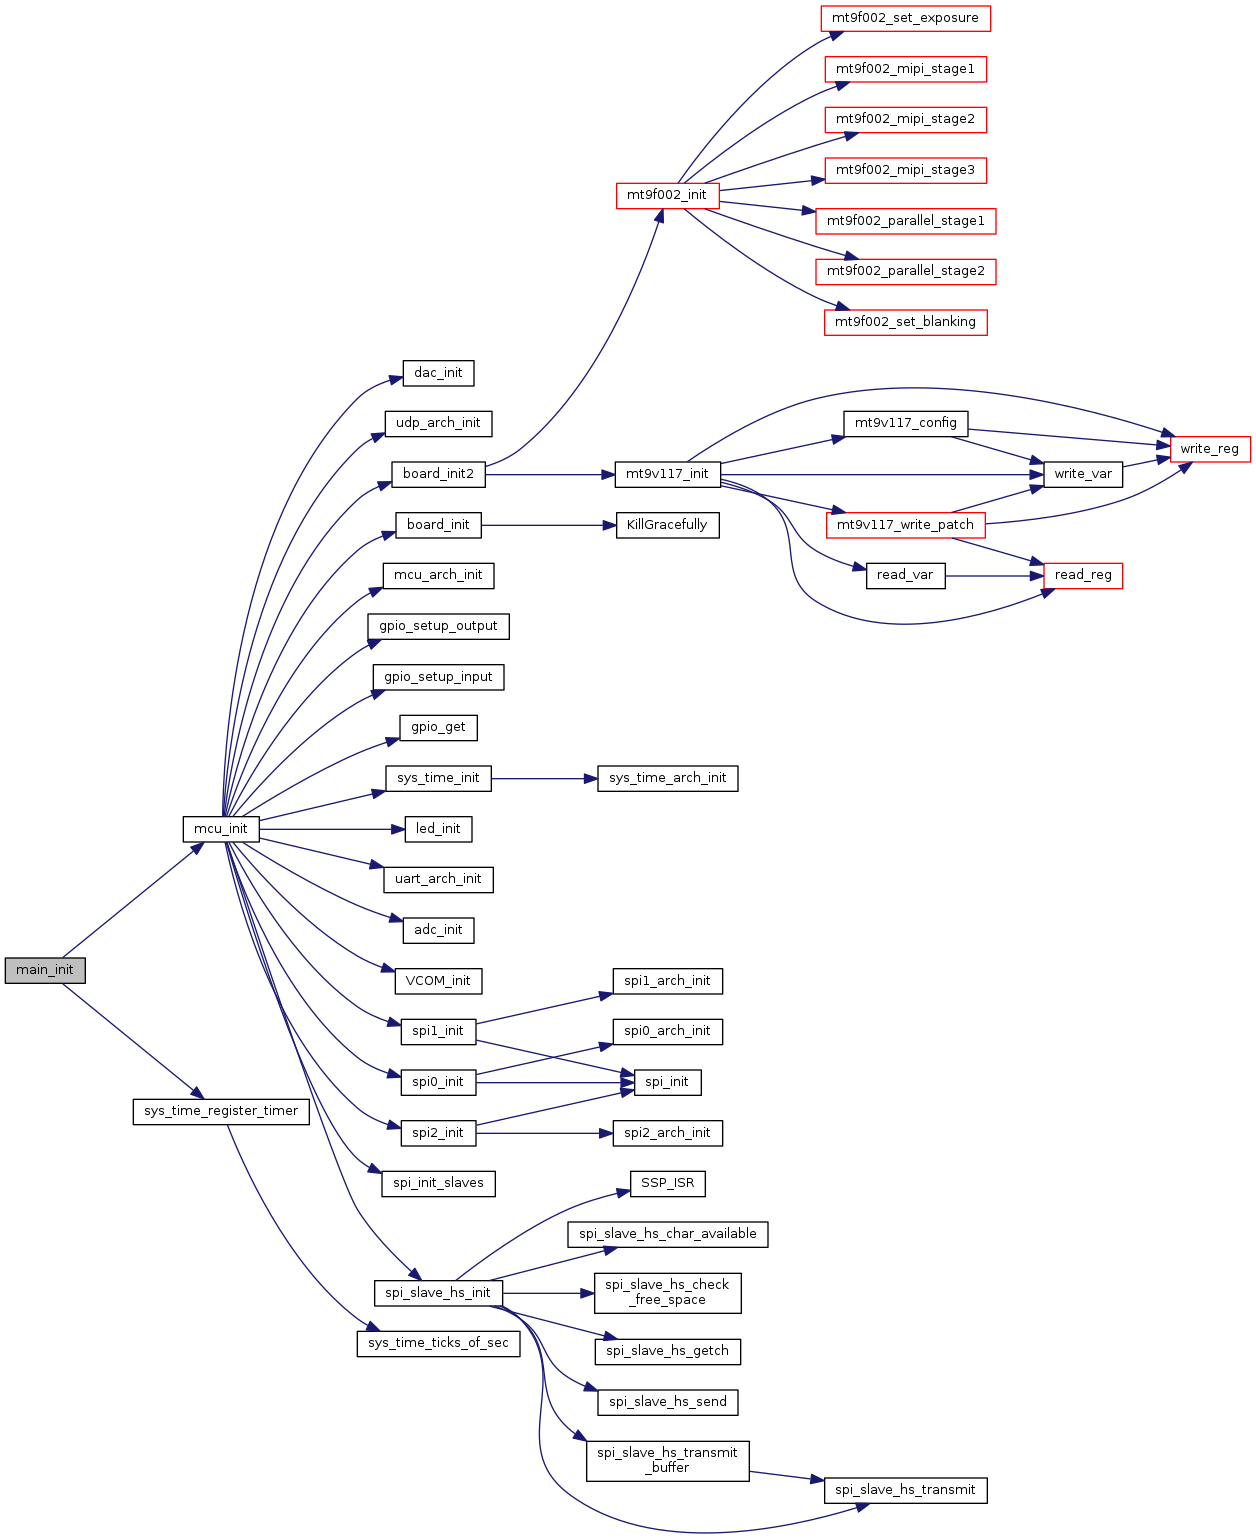 mt9f002_set_exposure
mt9f002_mipi_stage1
mt9f002_mipi_stage2
mt9f002_mipi_stage3
mt9f002_init
mt9f002_parallel_stage1
mt9f002_parallel_stage2
mt9f002_set_blanking
dac_init
udp_arch_init
mt9v117_config
write_reg
board_init2
mt9v117_init
write_var
board_init
KillGracefully
mt9v117_write_patch
mcu_arch_init
read_var
read_reg
gpio_setup_output
gpio_setup_input
gpio_get
sys_time_init
sys_time_arch_init
mcu_init
led_init
uart_arch_init
adc_init
main_init
VCOM_init
spi1_arch_init
spi1_init
spi0_arch_init
spi0_init
spi_init
sys_time_register_timer
spi2_init
spi2_arch_init
spi_init_slaves
SSP_ISR
spi_slave_hs_char_available
spi_slave_hs_init
spi_slave_hs_check
_free_space
sys_time_ticks_of_sec
spi_slave_hs_getch
spi_slave_hs_send
spi_slave_hs_transmit
_buffer
spi_slave_hs_transmit